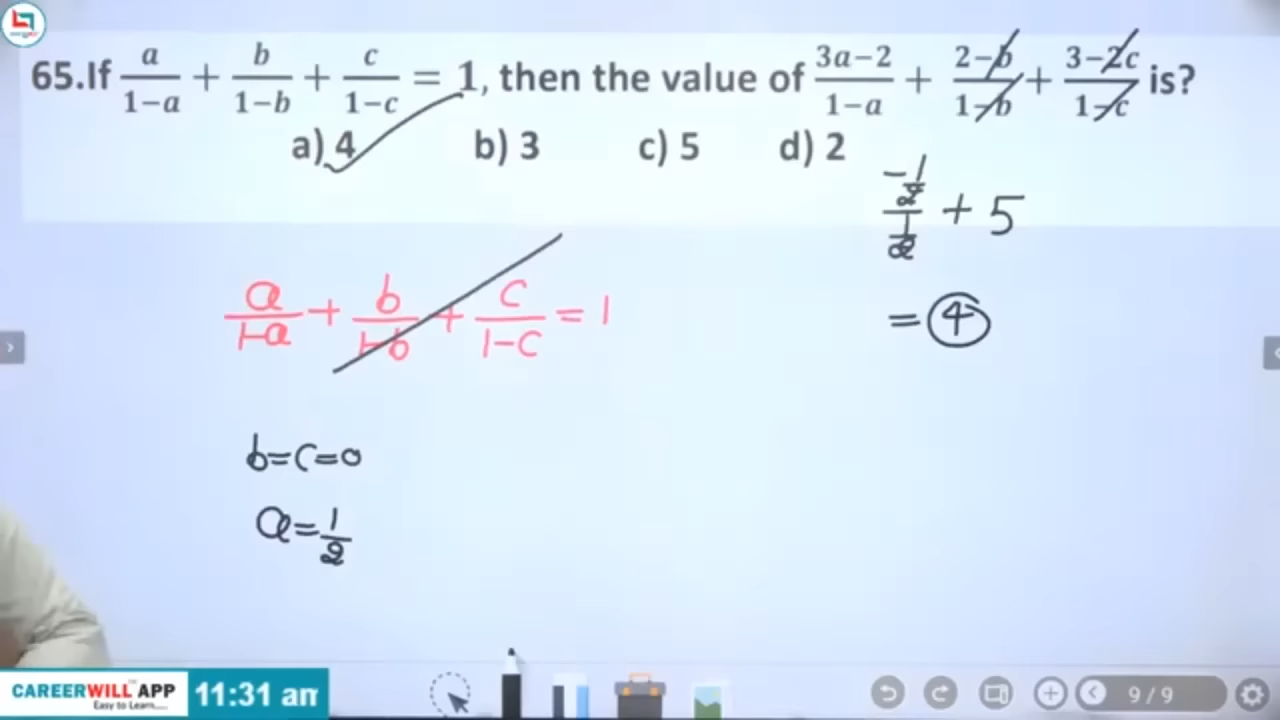 65.If a/1−a + b/1−b + c/1−c = 1, then the value of 3a−2/1−a + 2−b/1−b + 3−2c/1−c is?
a) 4 b) 3 c) 5 d) 2
-1/2 / 1/2 + 5
= 4
a/1-a + b/1-b + c/1-c = 1
b=c=0
a=1/2
CAREERWILL APP
Easy to Learn.....
11:31 am
9 / 9